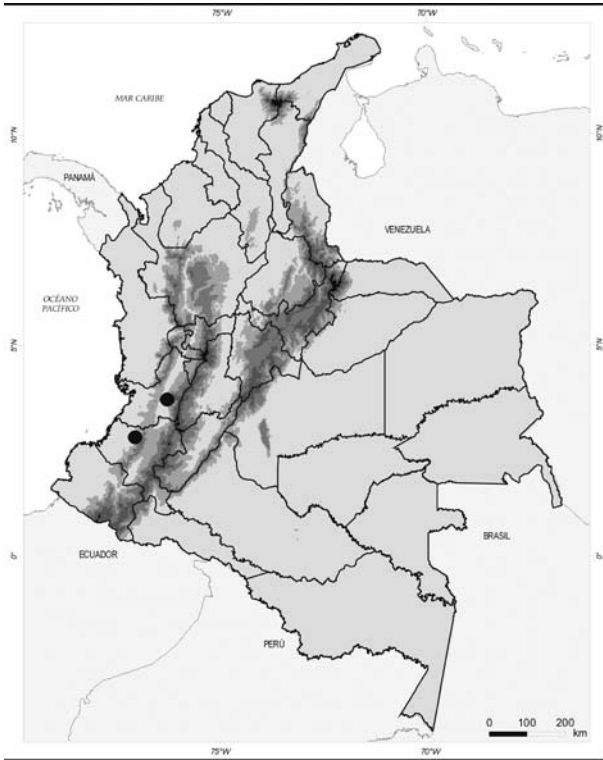 75°W 70°W
MAR CARIBE
10°N 10°N
PANAMÁ
VENEZUELA
OCÉANO
PACÍFICO
5°N 5°N
BRASIL
ECUADOR
0° 0°
PERÚ
0 100 200
km
75°W 70°W